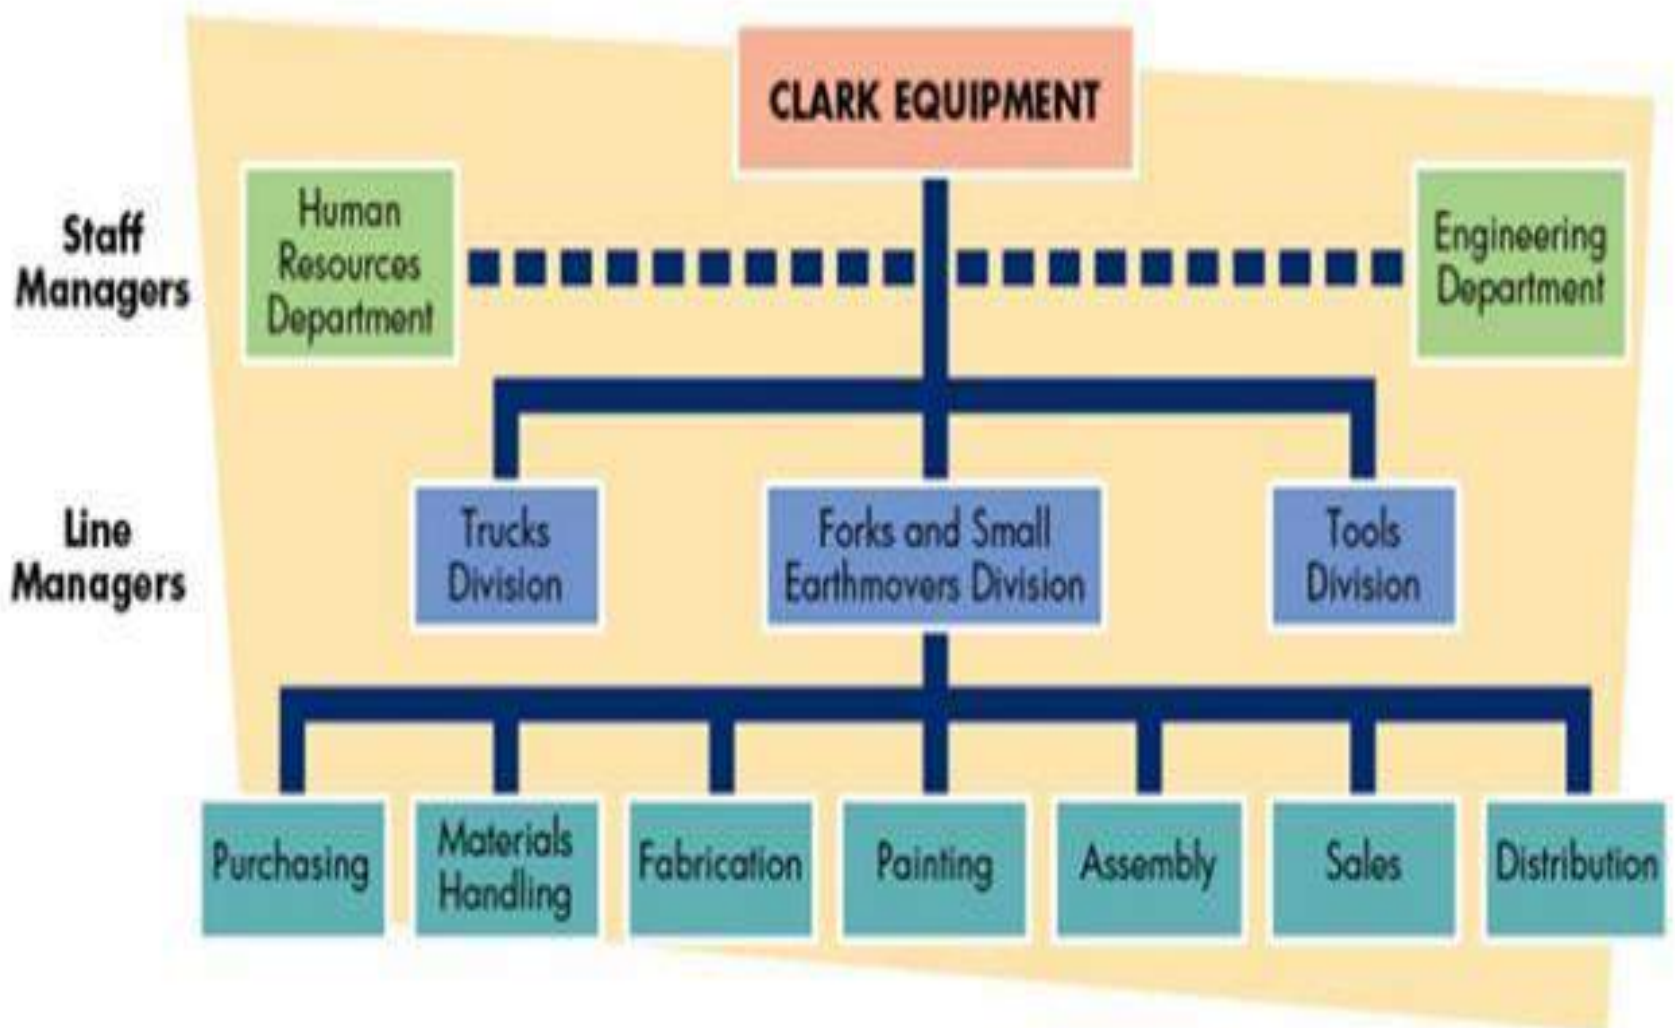 CLARK EQUIPMENT
Staff
Managers
Human
Resources
Department
Engineering
Department
Line
Managers
Trucks
Division
Forks and Small
Earthmovers Division
Tools
Division
Purchasing
Materials
Handling
Fabrication
Painting
Assembly
Sales
Distribution